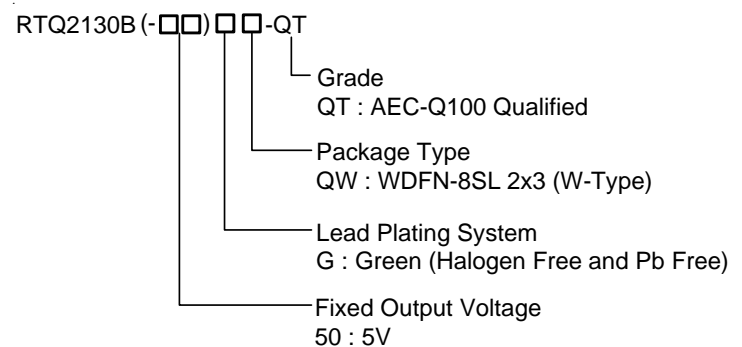 RTQ2130B (-□□) □ □ -QT
Grade
QT : AEC-Q100 Qualified
Package Type
QW : WDFN-8SL 2x3 (W-Type)
Lead Plating System
G : Green (Halogen Free and Pb Free)
Fixed Output Voltage
50 : 5V